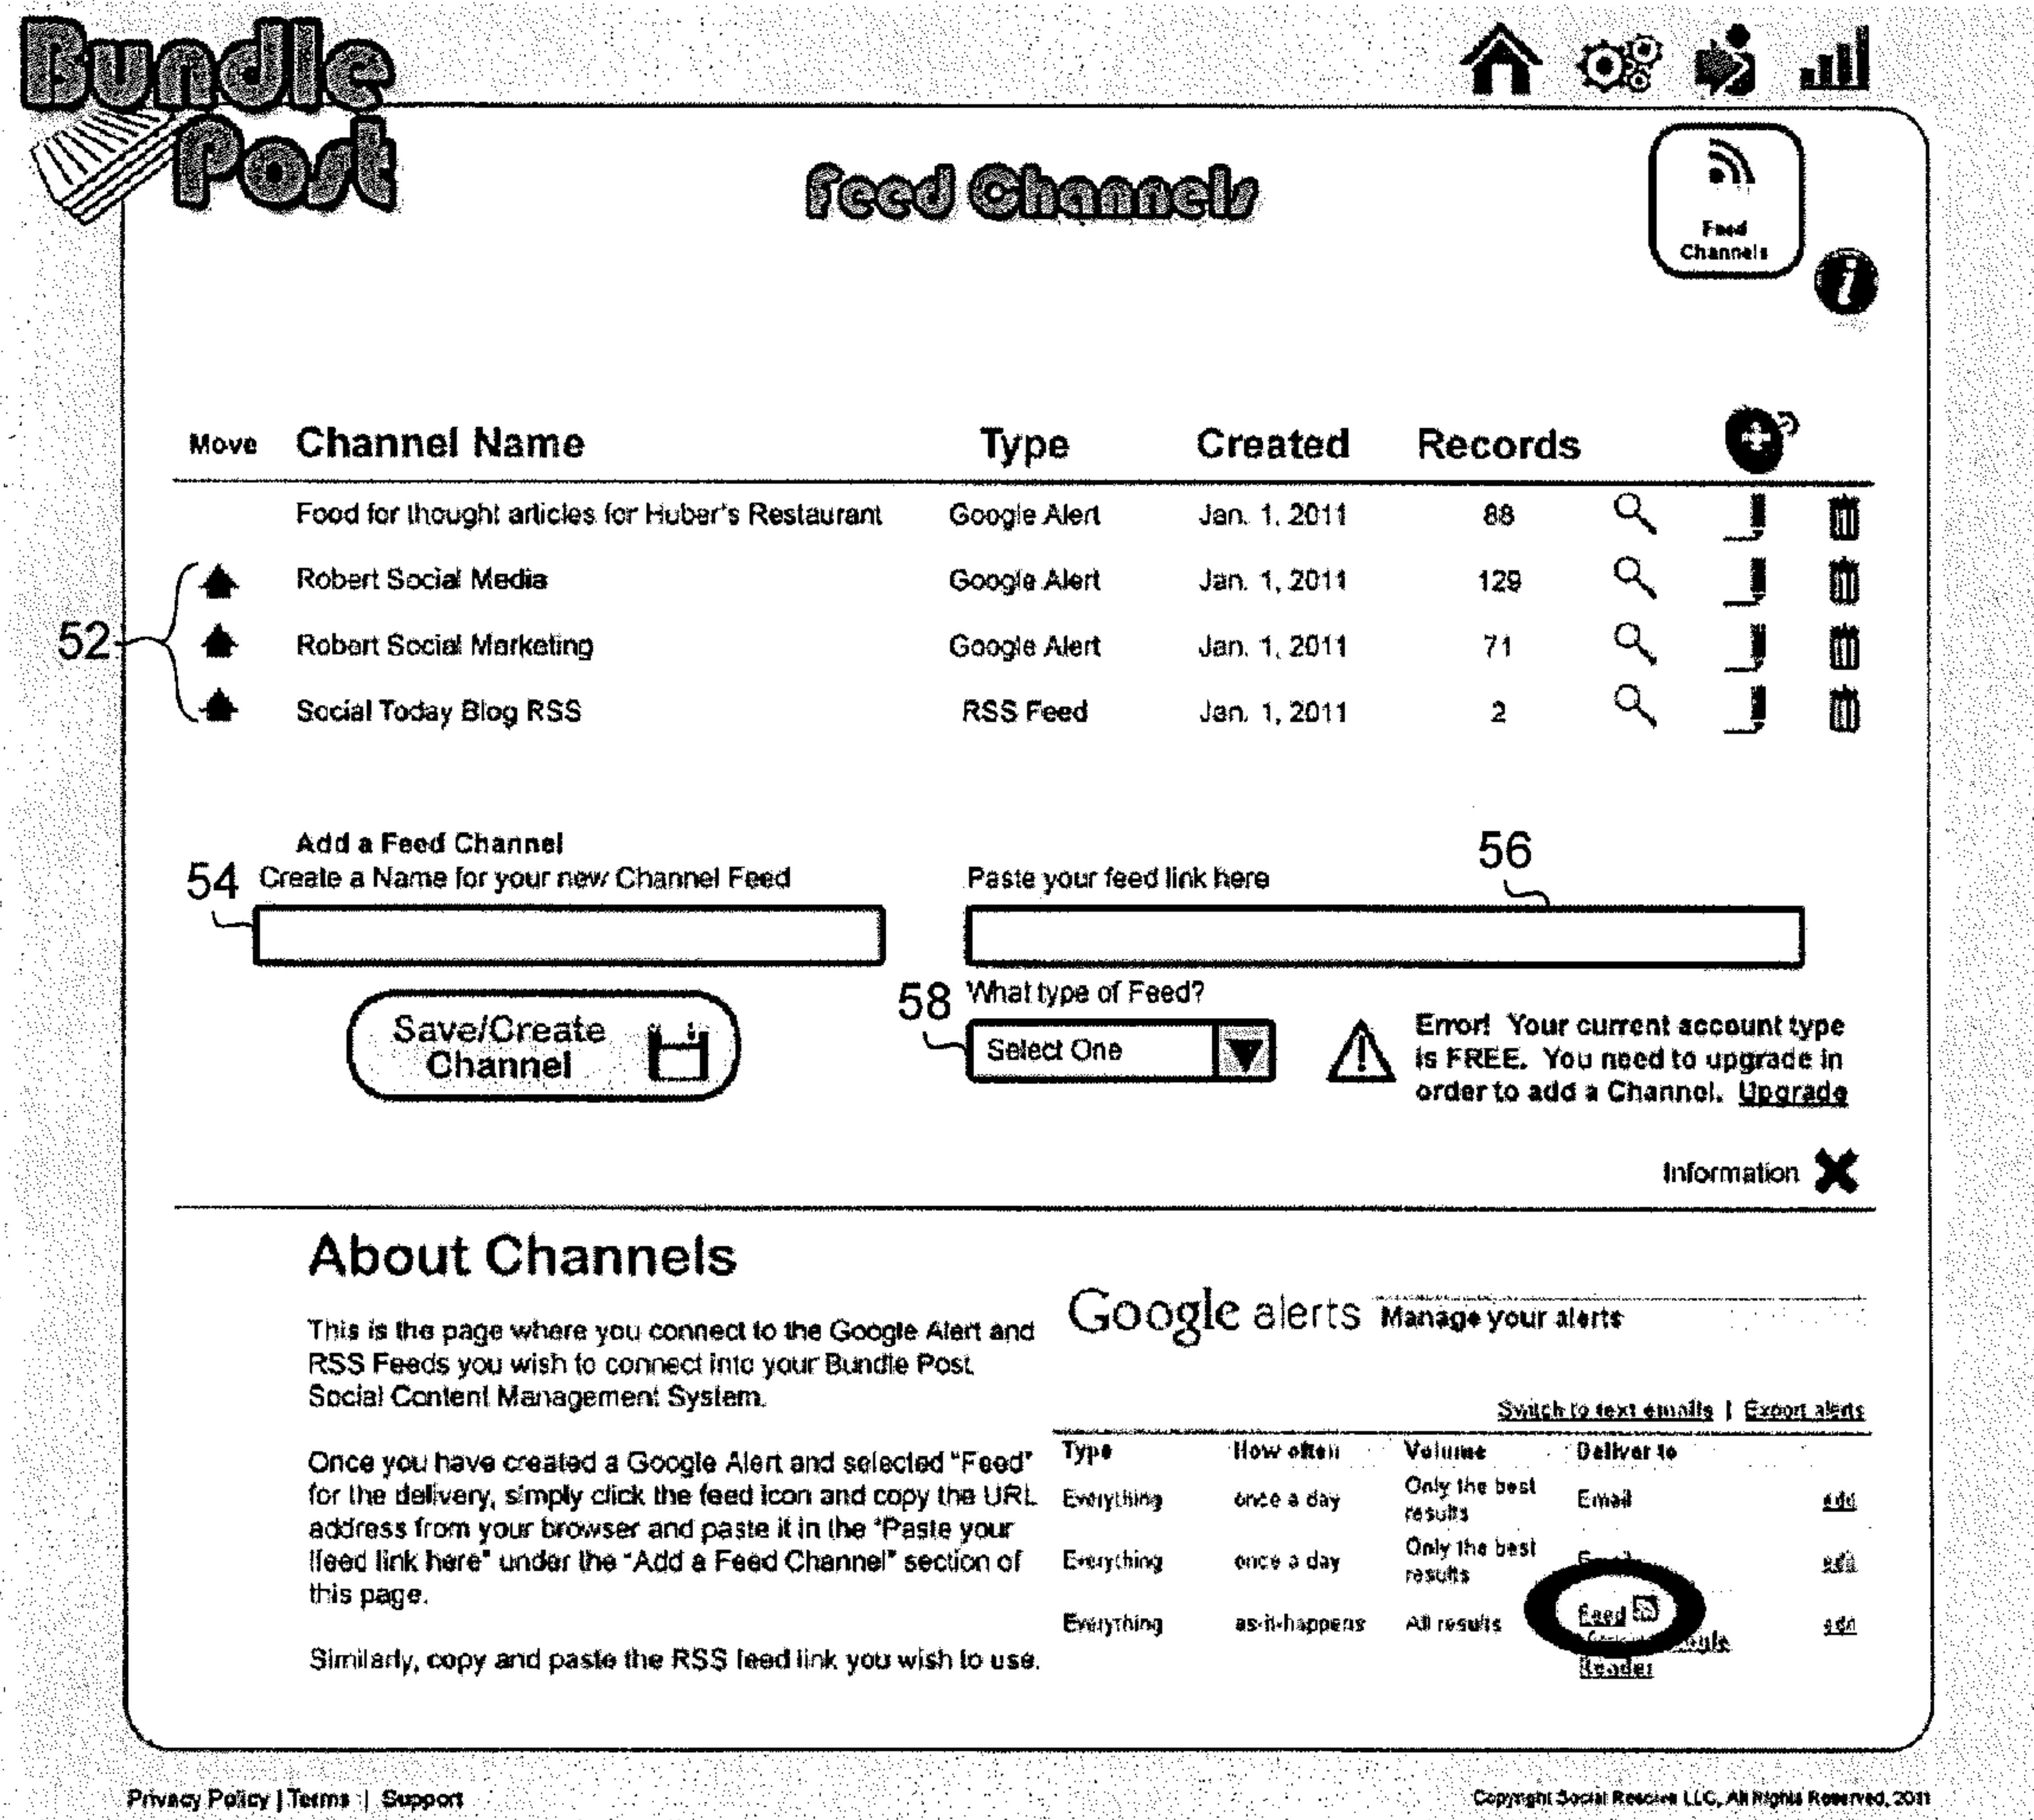 Bundle
Post
Feed Channels
Feed
Channels
Move Channel Name Type Created Records
Food for thought articles for Huber's Restaurant Google Alert Jan. 1, 2011 88
Robert Social Media Google Alert Jan. 1, 2011 129
Robert Social Marketing Google Alert Jan. 1, 2011 71
Social Today Blog RSS RSS Feed Jan. 1, 2011 2
52
Add a Feed Channel
54 Create a Name for your new Channel Feed
Paste your feed link here
56
Save/Create
Channel
58 What type of Feed?
Select One
Error! Your current account type
is FREE. You need to upgrade in
order to add a Channel. Upgrade
Information
About Channels
This is the page where you connect to the Google Alert and
RSS Feeds you wish to connect into your Bundle Post
Social Content Management System.
Once you have created a Google Alert and selected "Feed"
for the delivery, simply click the feed icon and copy the URL
address from your browser and paste it in the "Paste your
feed link here" under the "Add a Feed Channel" section of
this page.
Similarly, copy and paste the RSS feed link you wish to use.
Google alerts Manage your alerts
Switch to text emails | Export alerts
Type How often Volume Deliver to
Everything once a day Only the best
results Email edit
Everything once a day Only the best
results edit
Everything as-it-happens All results Feed edit
Reader
Privacy Policy | Terms | Support
Copyright Social LLC, All Rights Reserved, 2011